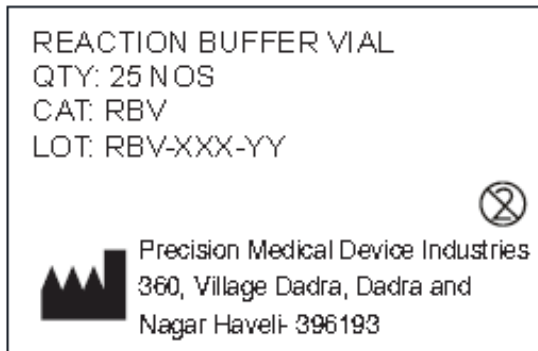 REACTION BUFFER VIAL
QTY: 25 NOS
CAT: RBV
LOT: RBV-XXX-YY
2
Precision Medical Device Industries
360, Village Dadra, Dadra and
Nagar Haveli- 396193